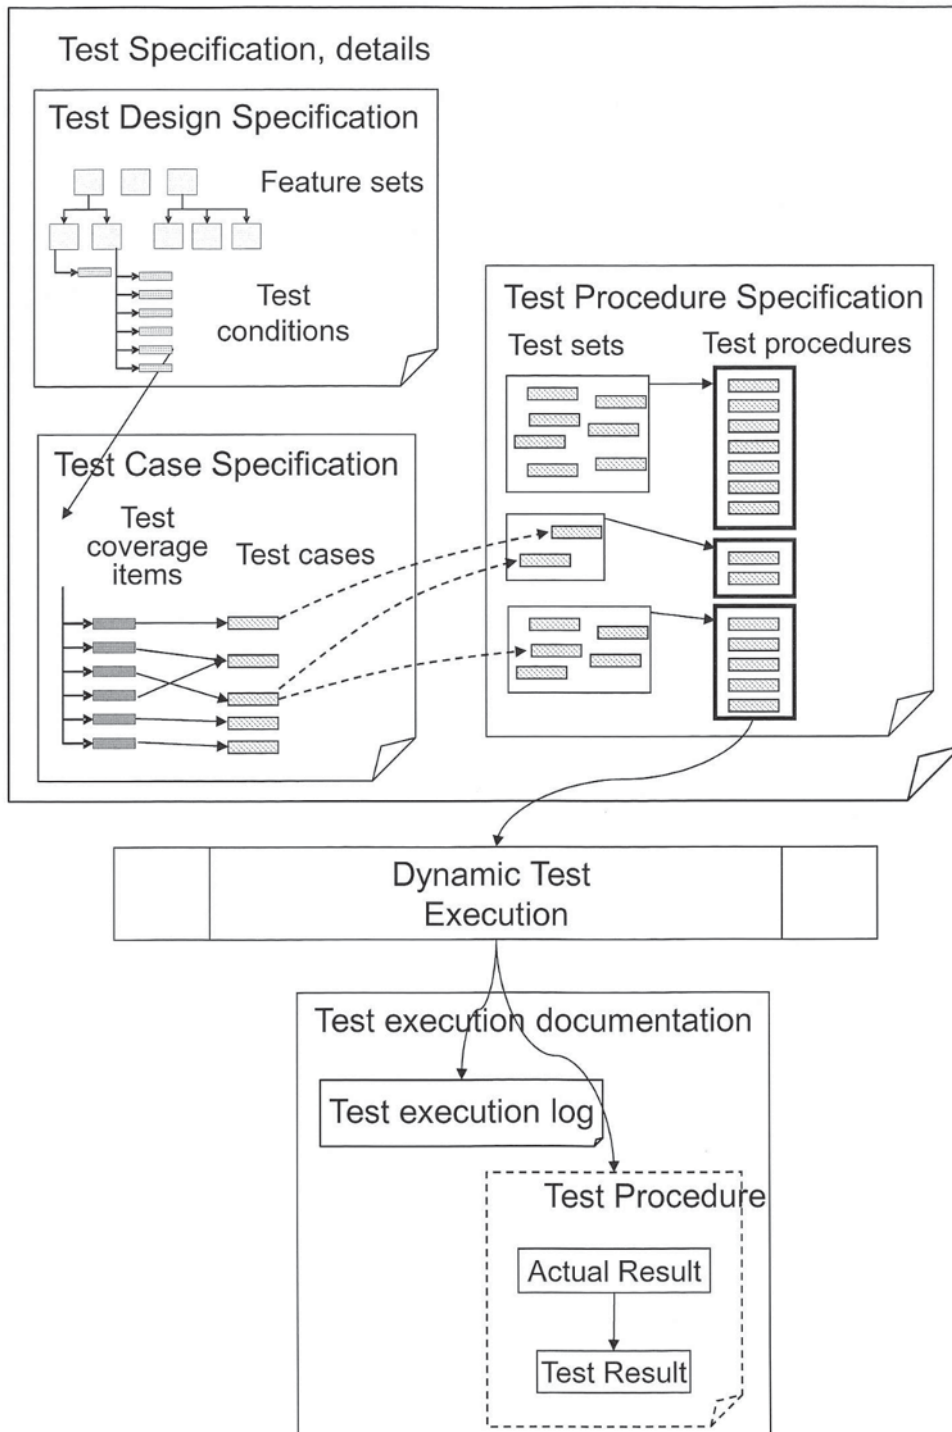 Test Specification, details
Test Design Specification
Feature sets
Test
conditions
Test Procedure Specification
Test sets
Test procedures
Test Case Specification
Test
coverage
items
Test cases
Dynamic Test
Execution
Test execution documentation
Test execution log
Test Procedure
Actual Result
Test Result